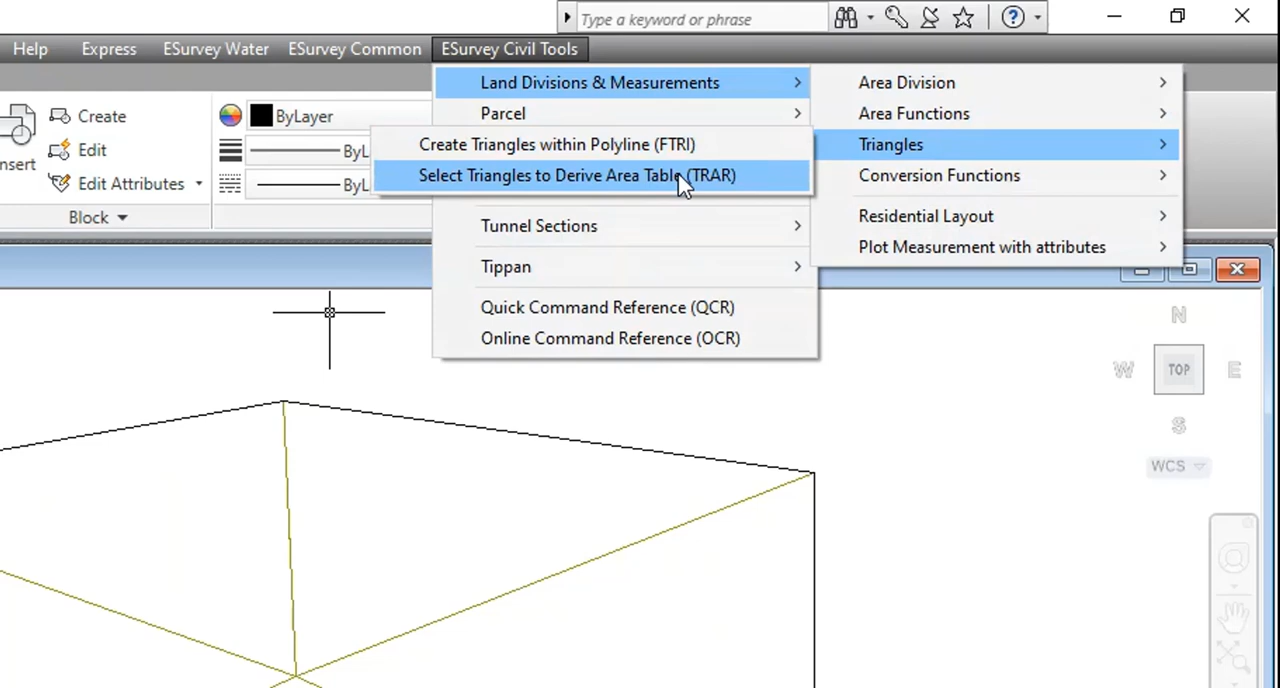 Type a keyword or phrase
Help Express ESurvey Water ESurvey Common ESurvey Civil Tools
Land Divisions & Measurements
Parcel
Create Triangles within Polyline (FTRI)
Select Triangles to Derive Area Table (TRAR)
Tunnel Sections
Tippan
Quick Command Reference (QCR)
Online Command Reference (OCR)
Area Division
Area Functions
Triangles
Conversion Functions
Residential Layout
Plot Measurement with attributes
nsert
Create
Edit
Edit Attributes
Block
ByLayer
ByL
ByL
N
W TOP E
S
WCS